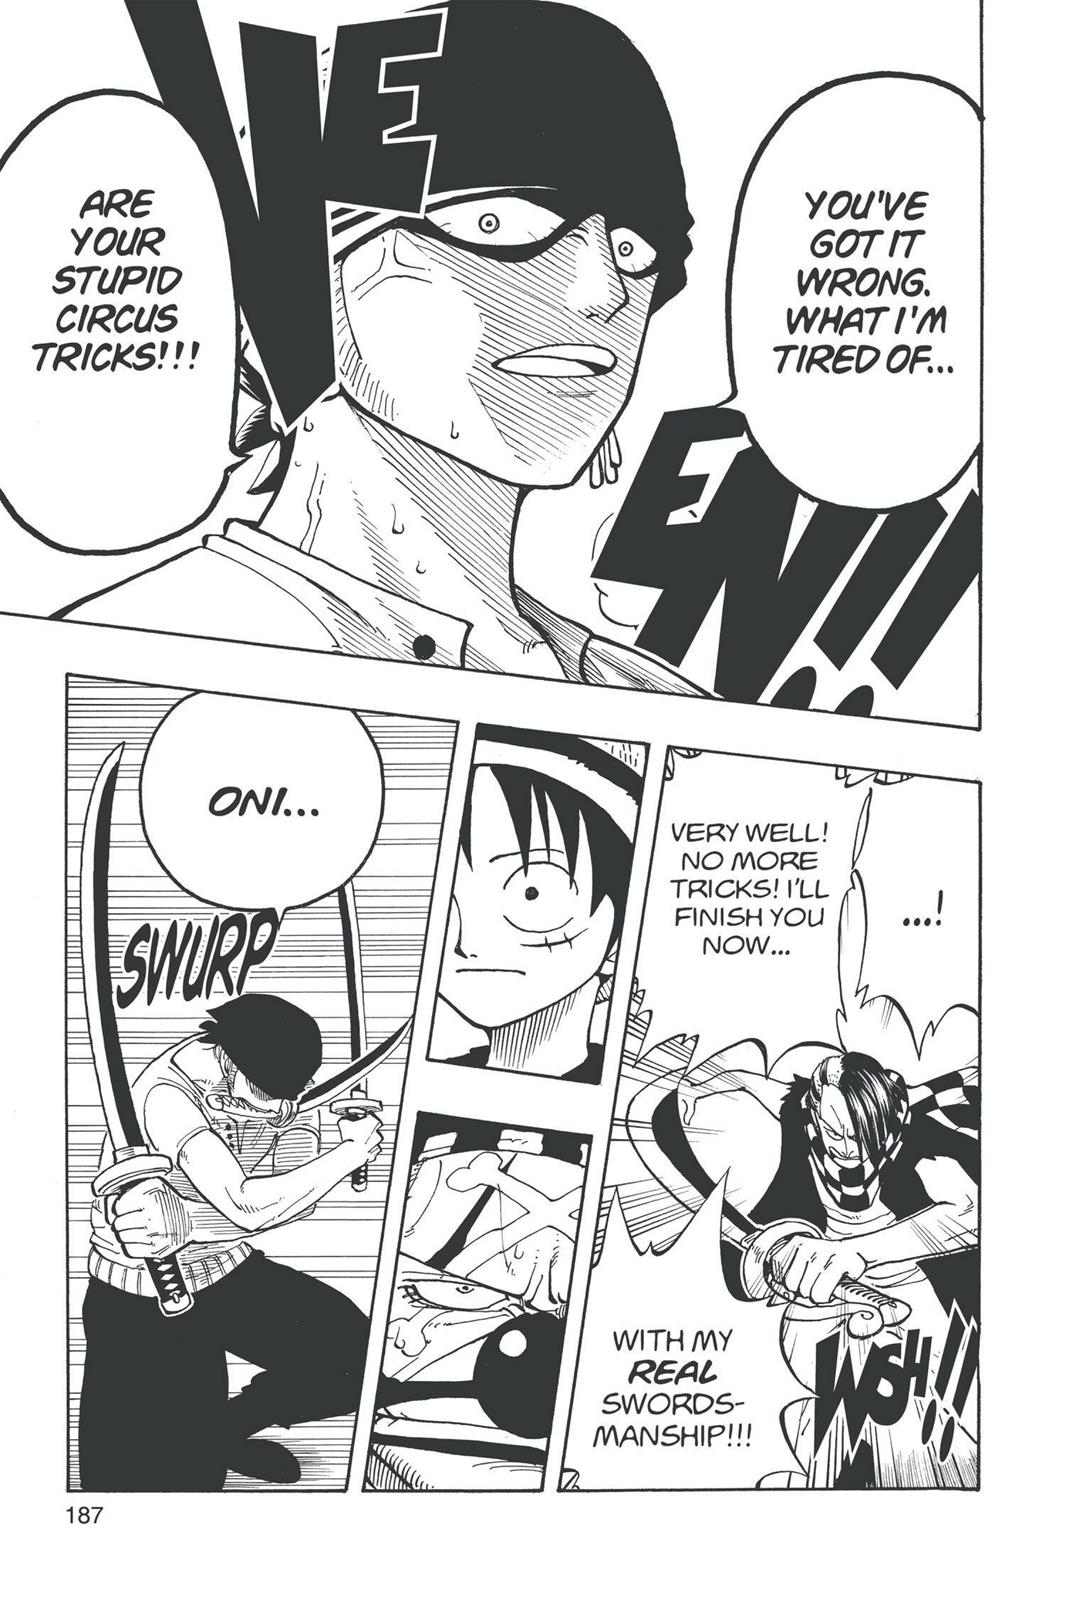 YOU'VE
GOT IT
WRONG.
WHAT I'M
TIRED OF...
ARE
YOUR
STUPID
CIRCUS
TRICKS!!!
...!
VERY WELL!
NO MORE
TRICKS! I'LL
FINISH YOU
NOW...
WITH MY
REAL
SWORDS-
MANSHIP!!!
WSH!!
ONI...
SWURP
187